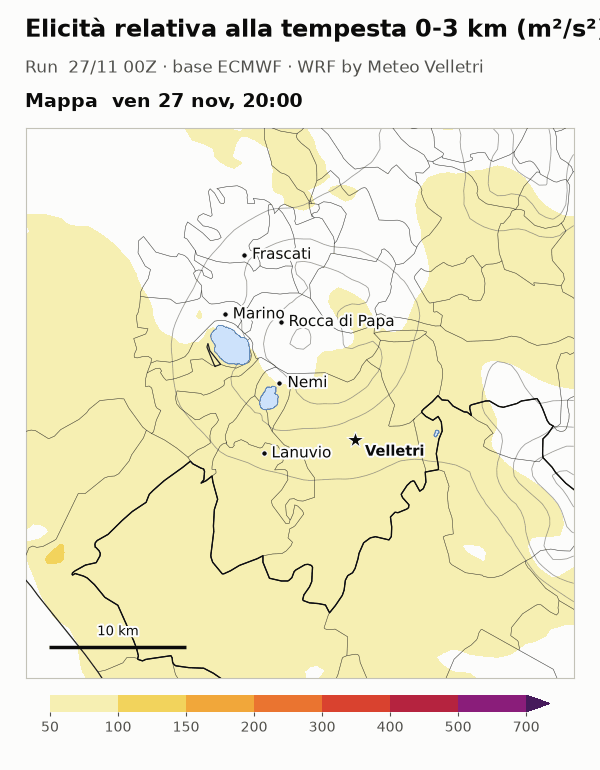 Elicità relativa alla tempesta 0-3 km (m²/s²)
Run 27/11 00Z · base ECMWF · WRF by Meteo Velletri
Mappa ven 27 nov, 20:00
Frascati
Marino
Rocca di Papa
Nemi
Velletri
Lanuvio
10 km
50 100 150 200 300 400 500 700